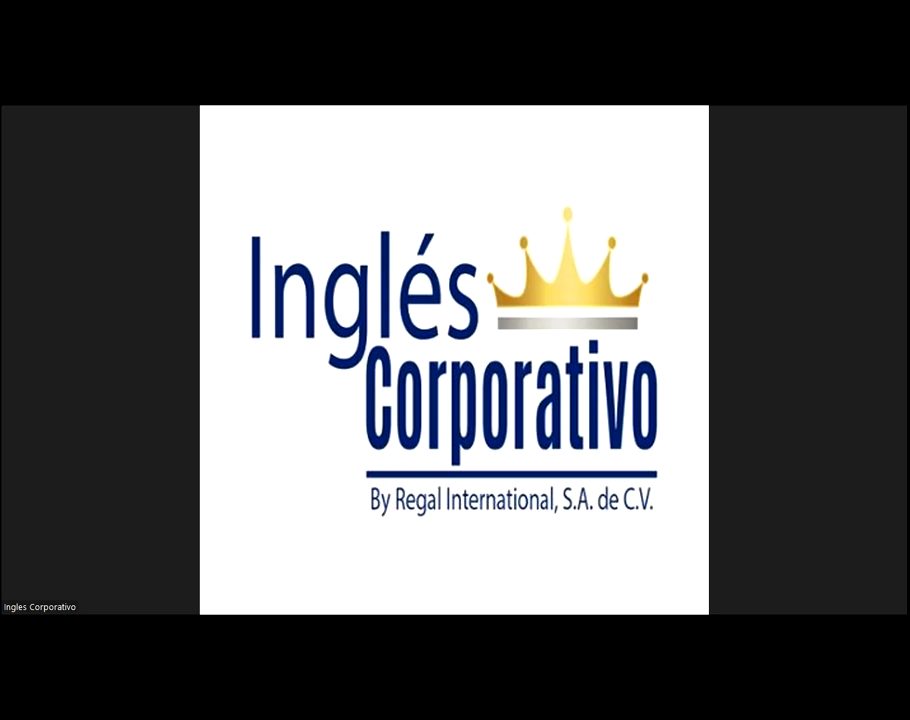 Inglés
Corporativo
By Regal International, S.A. de C.V.
Ingles Corporativo